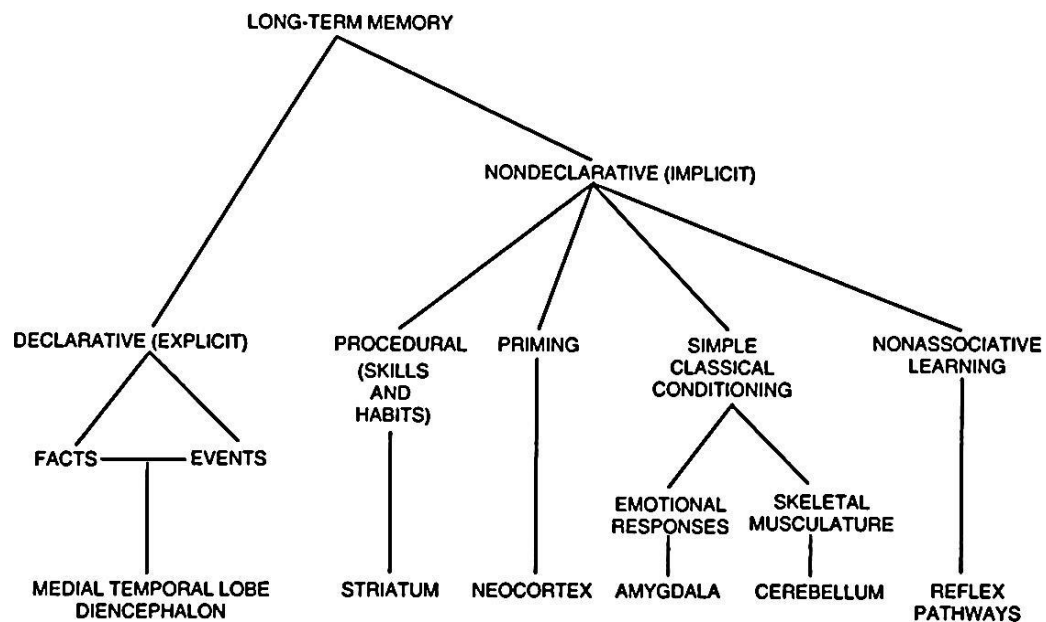 LONG-TERM MEMORY
NONDECLARATIVE (IMPLICIT)
DECLARATIVE (EXPLICIT)
PROCEDURAL
(SKILLS
AND
HABITS)
PRIMING
SIMPLE
CLASSICAL
CONDITIONING
NONASSOCIATIVE
LEARNING
FACTS
EVENTS
EMOTIONAL
RESPONSES
SKELETAL
MUSCULATURE
MEDIAL TEMPORAL LOBE
DIENCEPHALON
STRIATUM
NEOCORTEX
AMYGDALA
CEREBELLUM
REFLEX
PATHWAYS